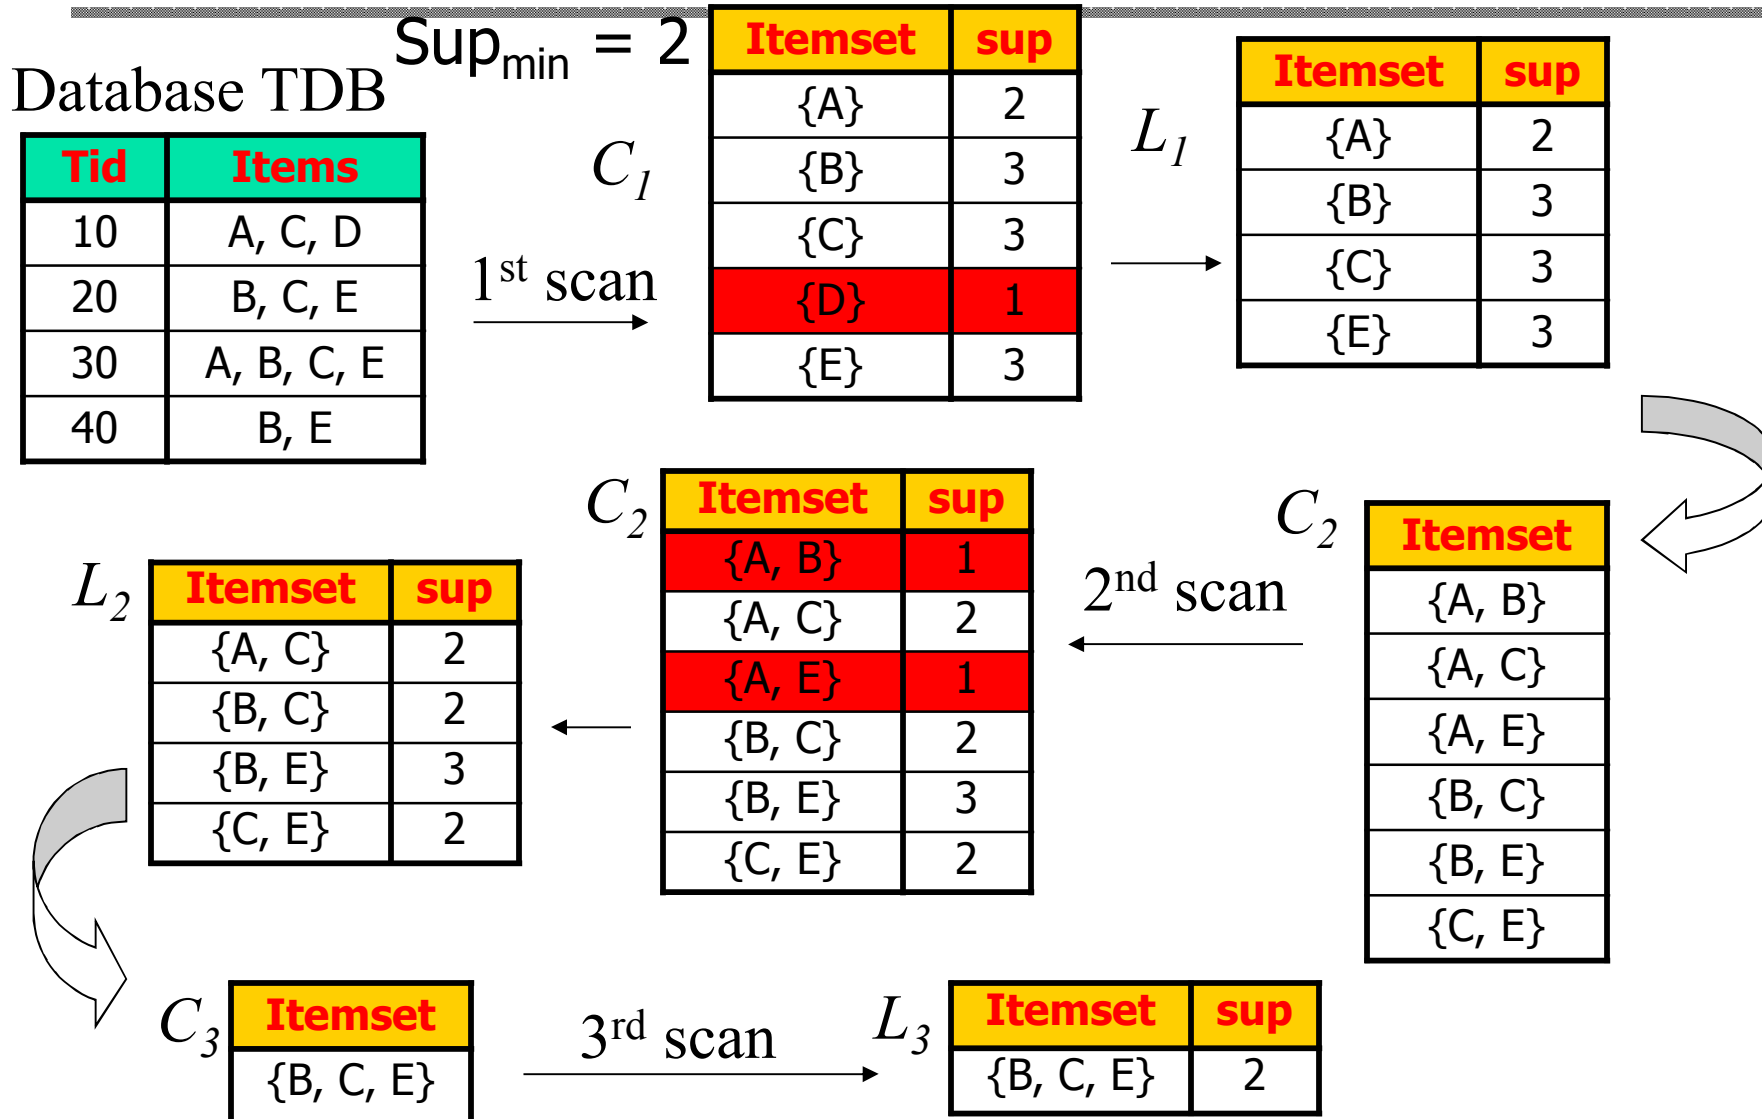 Sup_min = 2
Database TDB
Tid Items
10 A, C, D
20 B, C, E
30 A, B, C, E
40 B, E
1st scan
C1
Itemset sup
{A} 2
{B} 3
{C} 3
{D} 1
{E} 3
L1
Itemset sup
{A} 2
{B} 3
{C} 3
{E} 3
C2
Itemset
{A, B}
{A, C}
{A, E}
{B, C}
{B, E}
{C, E}
2nd scan
C2
Itemset sup
{A, B} 1
{A, C} 2
{A, E} 1
{B, C} 2
{B, E} 3
{C, E} 2
L2
Itemset sup
{A, C} 2
{B, C} 2
{B, E} 3
{C, E} 2
C3
Itemset
{B, C, E}
3rd scan
L3
Itemset sup
{B, C, E} 2